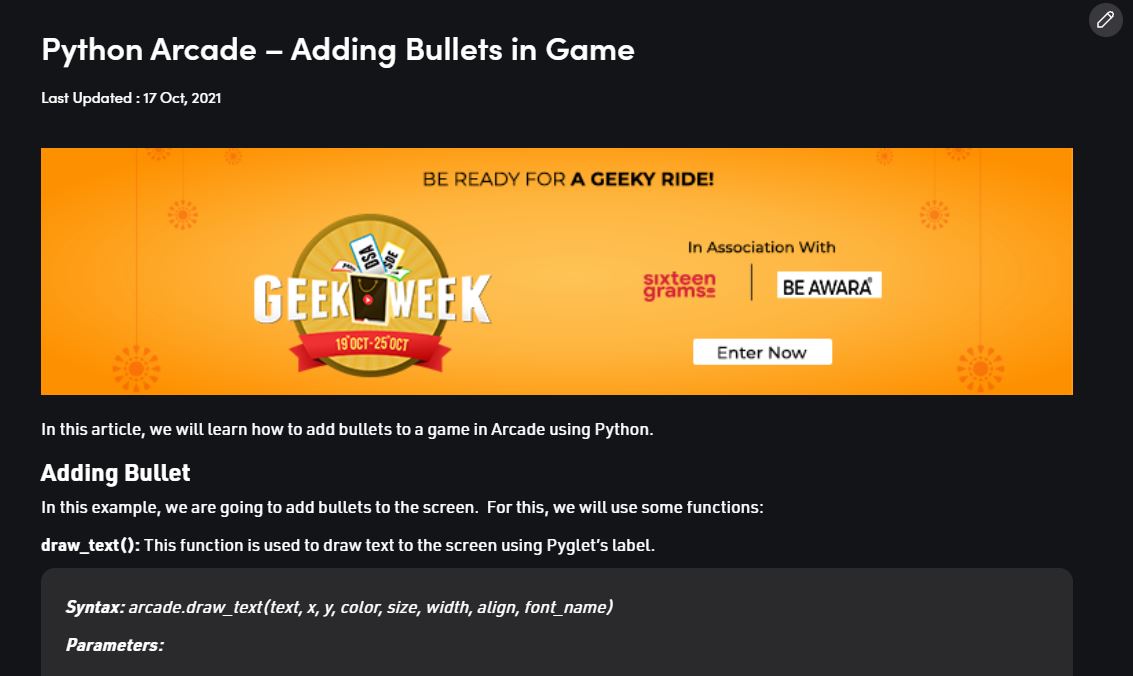 Python Arcade – Adding Bullets in Game
Last Updated : 17 Oct, 2021
BE READY FOR A GEEKY RIDE!
DSA
SDE
GEEK WEEK
19th OCT-25th OCT
In Association With
sixteen
grams
BE AWARA
Enter Now
In this article, we will learn how to add bullets to a game in Arcade using Python.
Adding Bullet
In this example, we are going to add bullets to the screen.  For this, we will use some functions:
draw_text(): This function is used to draw text to the screen using Pyglet’s label.
Syntax: arcade.draw_text(text, x, y, color, size, width, align, font_name)
Parameters: